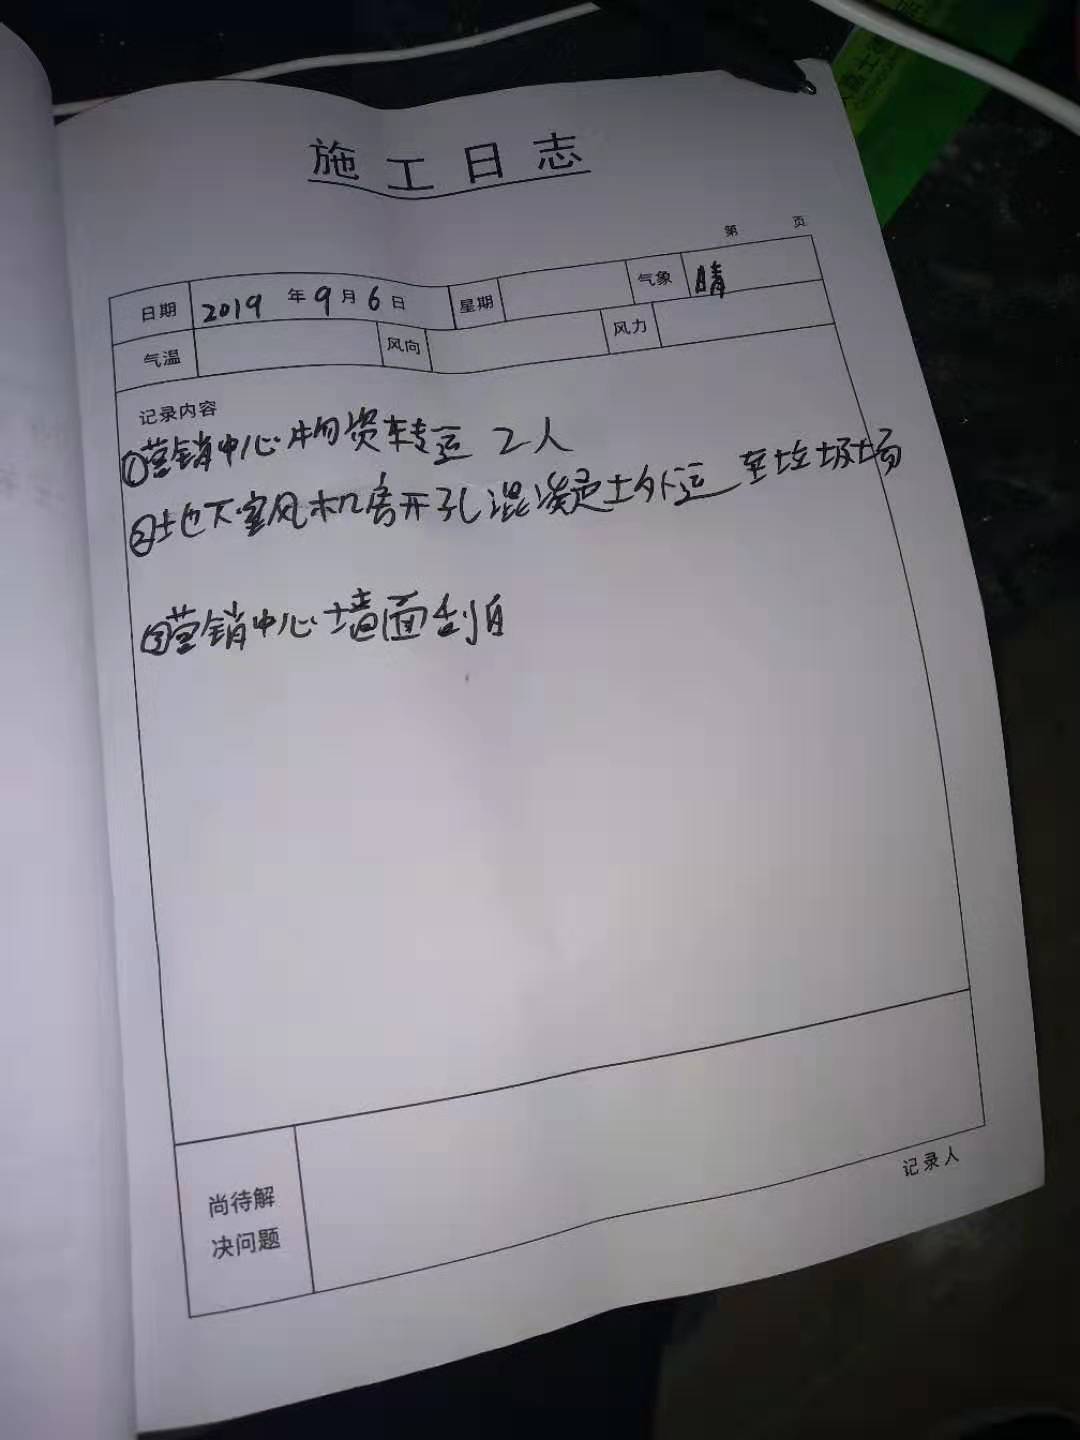 施工日志
第 页
日期 2019 年 9 月 6 日 星期 气象 晴
气温 风向 风力
记录内容
①营销中心物资转运 2人
②地下室风机房开孔混凝土外运至垃圾场
③营销中心墙面刮白
尚待解
决问题
记录人